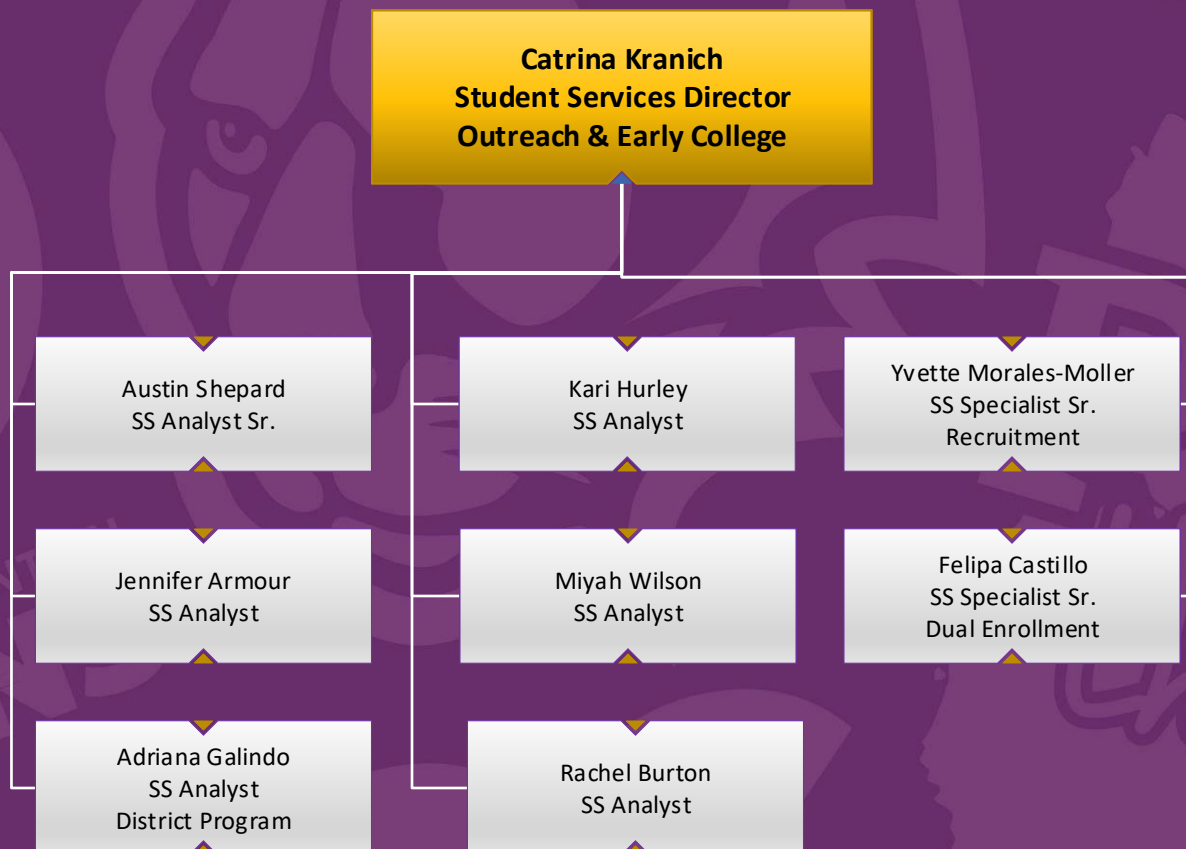 Catrina Kranich
Student Services Director
Outreach & Early College
Austin Shepard
SS Analyst Sr.
Kari Hurley
SS Analyst
Yvette Morales-Moller
SS Specialist Sr.
Recruitment
Jennifer Armour
SS Analyst
Miyah Wilson
SS Analyst
Felipa Castillo
SS Specialist Sr.
Dual Enrollment
Adriana Galindo
SS Analyst
District Program
Rachel Burton
SS Analyst